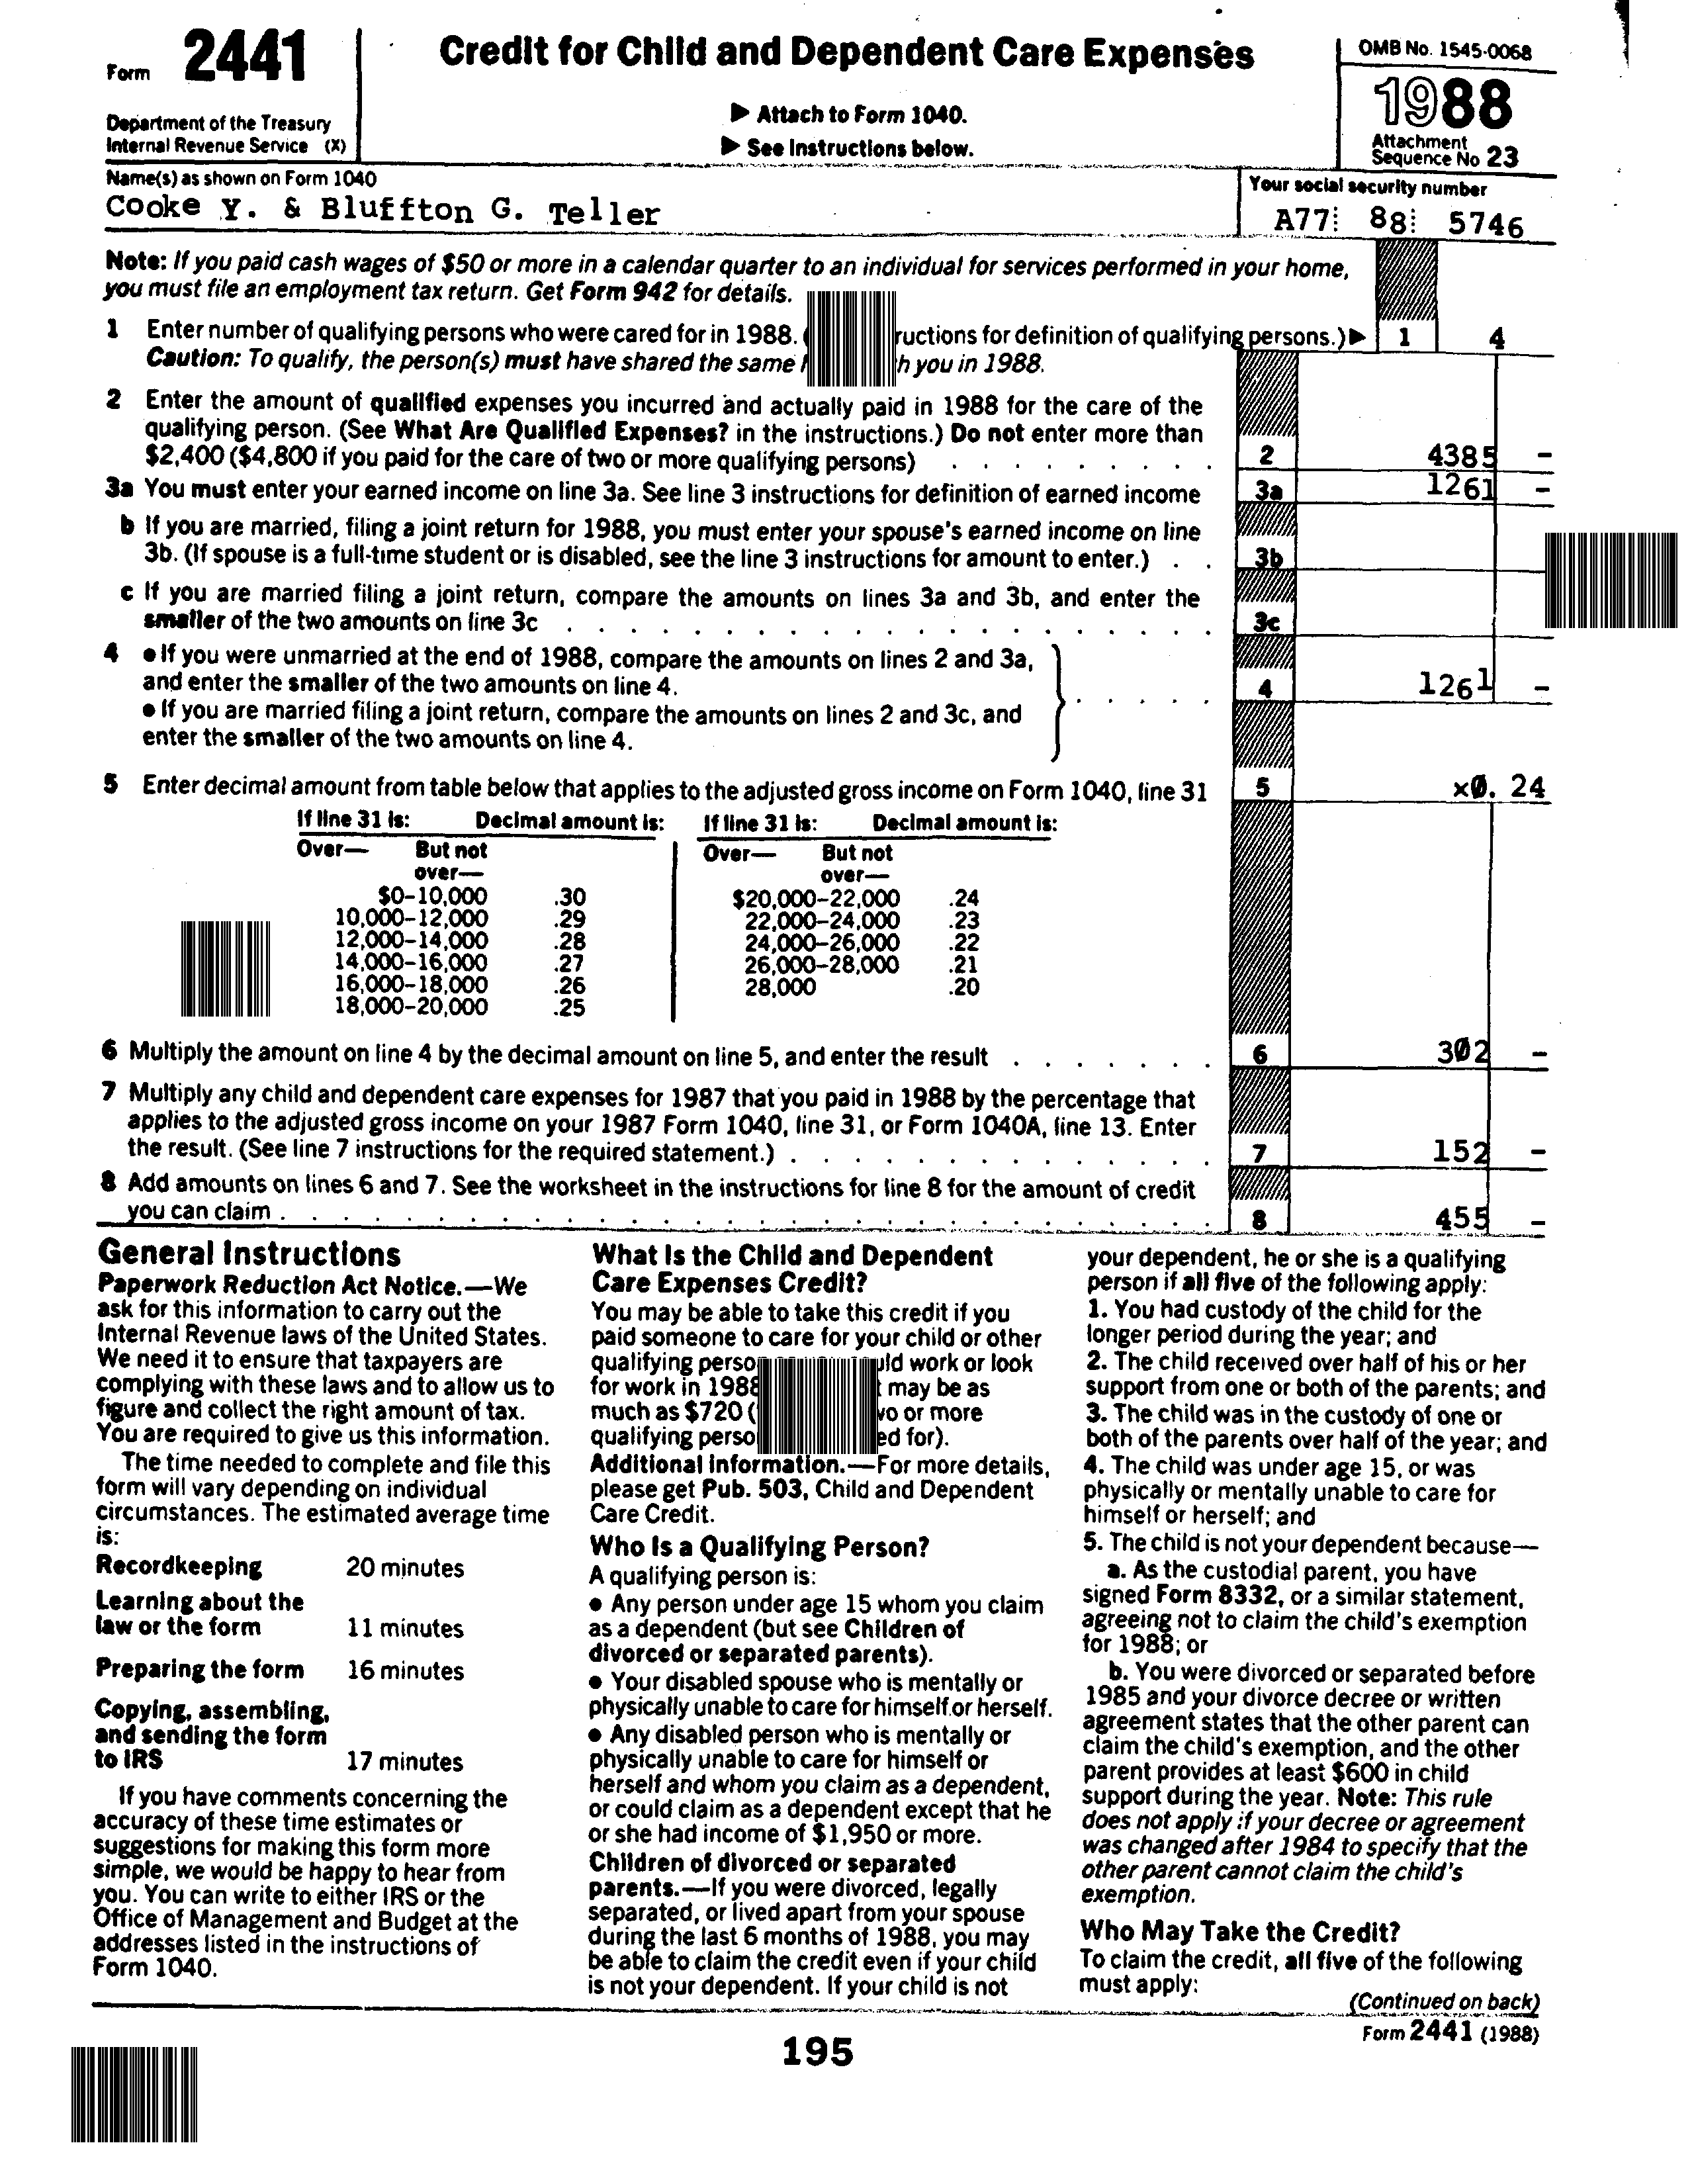 Form 2441
Department of the Treasury
Internal Revenue Service (X)
Credit for Child and Dependent Care Expenses
▶ Attach to Form 1040.
▶ See Instructions below.
OMB No. 1545-0068
1988
Attachment
Sequence No 23
Name(s) as shown on Form 1040
Cooke Y. & Bluffton G. Teller
Your social security number
A77 88 5746
Note: If you paid cash wages of $50 or more in a calendar quarter to an individual for services performed in your home,
you must file an employment tax return. Get Form 942 for details.
1 Enter number of qualifying persons who were cared for in 1988. ( ructions for definition of qualifying persons.) ▶ 1 4
Caution: To qualify, the person(s) must have shared the same h you in 1988.
2 Enter the amount of qualified expenses you incurred and actually paid in 1988 for the care of the
qualifying person. (See What Are Qualified Expenses? in the instructions.) Do not enter more than
$2,400 ($4,800 if you paid for the care of two or more qualifying persons) . . . . . . . . . 2 4385 –
3a You must enter your earned income on line 3a. See line 3 instructions for definition of earned income 3a 1261 –
b If you are married, filing a joint return for 1988, you must enter your spouse's earned income on line
3b. (If spouse is a full-time student or is disabled, see the line 3 instructions for amount to enter.) . . 3b
c If you are married filing a joint return, compare the amounts on lines 3a and 3b, and enter the
smaller of the two amounts on line 3c . . . . . . . . . . . . . . . . . . . . . 3c
4 ● If you were unmarried at the end of 1988, compare the amounts on lines 2 and 3a,
and enter the smaller of the two amounts on line 4. . . . . . 4 1261 –
● If you are married filing a joint return, compare the amounts on lines 2 and 3c, and
enter the smaller of the two amounts on line 4.
5 Enter decimal amount from table below that applies to the adjusted gross income on Form 1040, line 31 5 x0. 24
If line 31 is: Decimal amount is: If line 31 is: Decimal amount is:
Over— But not Over— But not
over— over—
$0–10,000 .30 $20,000–22,000 .24
10,000–12,000 .29 22,000–24,000 .23
12,000–14,000 .28 24,000–26,000 .22
14,000–16,000 .27 26,000–28,000 .21
16,000–18,000 .26 28,000 .20
18,000–20,000 .25
6 Multiply the amount on line 4 by the decimal amount on line 5, and enter the result . . . . . . . 6 302 –
7 Multiply any child and dependent care expenses for 1987 that you paid in 1988 by the percentage that
applies to the adjusted gross income on your 1987 Form 1040, line 31, or Form 1040A, line 13. Enter
the result. (See line 7 instructions for the required statement.) . . . . . . . . . . . . . . 7 152 –
8 Add amounts on lines 6 and 7. See the worksheet in the instructions for line 8 for the amount of credit
you can claim . . . . . . . . . . . . . . . . . . . . . . . . . . . . . . 8 455 –
General Instructions
Paperwork Reduction Act Notice.—We
ask for this information to carry out the
Internal Revenue laws of the United States.
We need it to ensure that taxpayers are
complying with these laws and to allow us to
figure and collect the right amount of tax.
You are required to give us this information.
The time needed to complete and file this
form will vary depending on individual
circumstances. The estimated average time
is:
Recordkeeping 20 minutes
Learning about the
law or the form 11 minutes
Preparing the form 16 minutes
Copying, assembling,
and sending the form
to IRS 17 minutes
If you have comments concerning the
accuracy of these time estimates or
suggestions for making this form more
simple, we would be happy to hear from
you. You can write to either IRS or the
Office of Management and Budget at the
addresses listed in the instructions of
Form 1040.
What Is the Child and Dependent
Care Expenses Credit?
You may be able to take this credit if you
paid someone to care for your child or other
qualifying perso uld work or look
for work in 1988 may be as
much as $720 ( vo or more
qualifying perso ed for).
Additional Information.—For more details,
please get Pub. 503, Child and Dependent
Care Credit.
Who Is a Qualifying Person?
A qualifying person is:
● Any person under age 15 whom you claim
as a dependent (but see Children of
divorced or separated parents).
● Your disabled spouse who is mentally or
physically unable to care for himself or herself.
● Any disabled person who is mentally or
physically unable to care for himself or
herself and whom you claim as a dependent,
or could claim as a dependent except that he
or she had income of $1,950 or more.
Children of divorced or separated
parents.—If you were divorced, legally
separated, or lived apart from your spouse
during the last 6 months of 1988, you may
be able to claim the credit even if your child
is not your dependent. If your child is not
your dependent, he or she is a qualifying
person if all five of the following apply:
1. You had custody of the child for the
longer period during the year; and
2. The child received over half of his or her
support from one or both of the parents; and
3. The child was in the custody of one or
both of the parents over half of the year; and
4. The child was under age 15, or was
physically or mentally unable to care for
himself or herself; and
5. The child is not your dependent because—
a. As the custodial parent, you have
signed Form 8332, or a similar statement,
agreeing not to claim the child's exemption
for 1988; or
b. You were divorced or separated before
1985 and your divorce decree or written
agreement states that the other parent can
claim the child's exemption, and the other
parent provides at least $600 in child
support during the year. Note: This rule
does not apply if your decree or agreement
was changed after 1984 to specify that the
other parent cannot claim the child's
exemption.
Who May Take the Credit?
To claim the credit, all five of the following
must apply:
(Continued on back)
Form 2441 (1988)
195